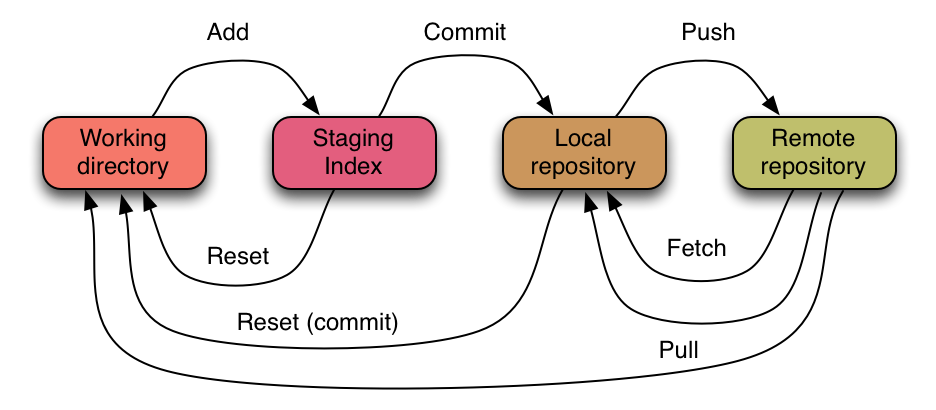 Add
Commit
Push
Working
directory
Staging
Index
Local
repository
Remote
repository
Reset
Fetch
Reset (commit)
Pull